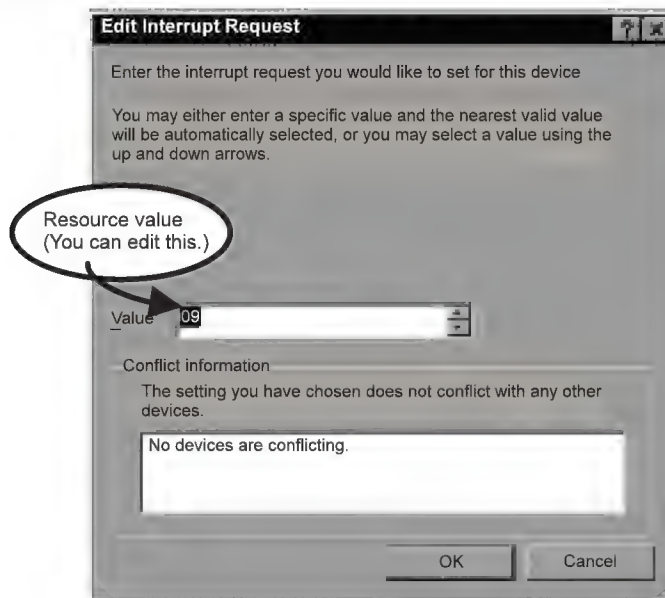 Edit Interrupt Request
Enter the interrupt request you would like to set for this device
You may either enter a specific value and the nearest valid value
will be automatically selected, or you may select a value using the
up and down arrows.
Resource value
(You can edit this.)
Value
09
Conflict information
The setting you have chosen does not conflict with any other
devices.
No devices are conflicting.
OK
Cancel